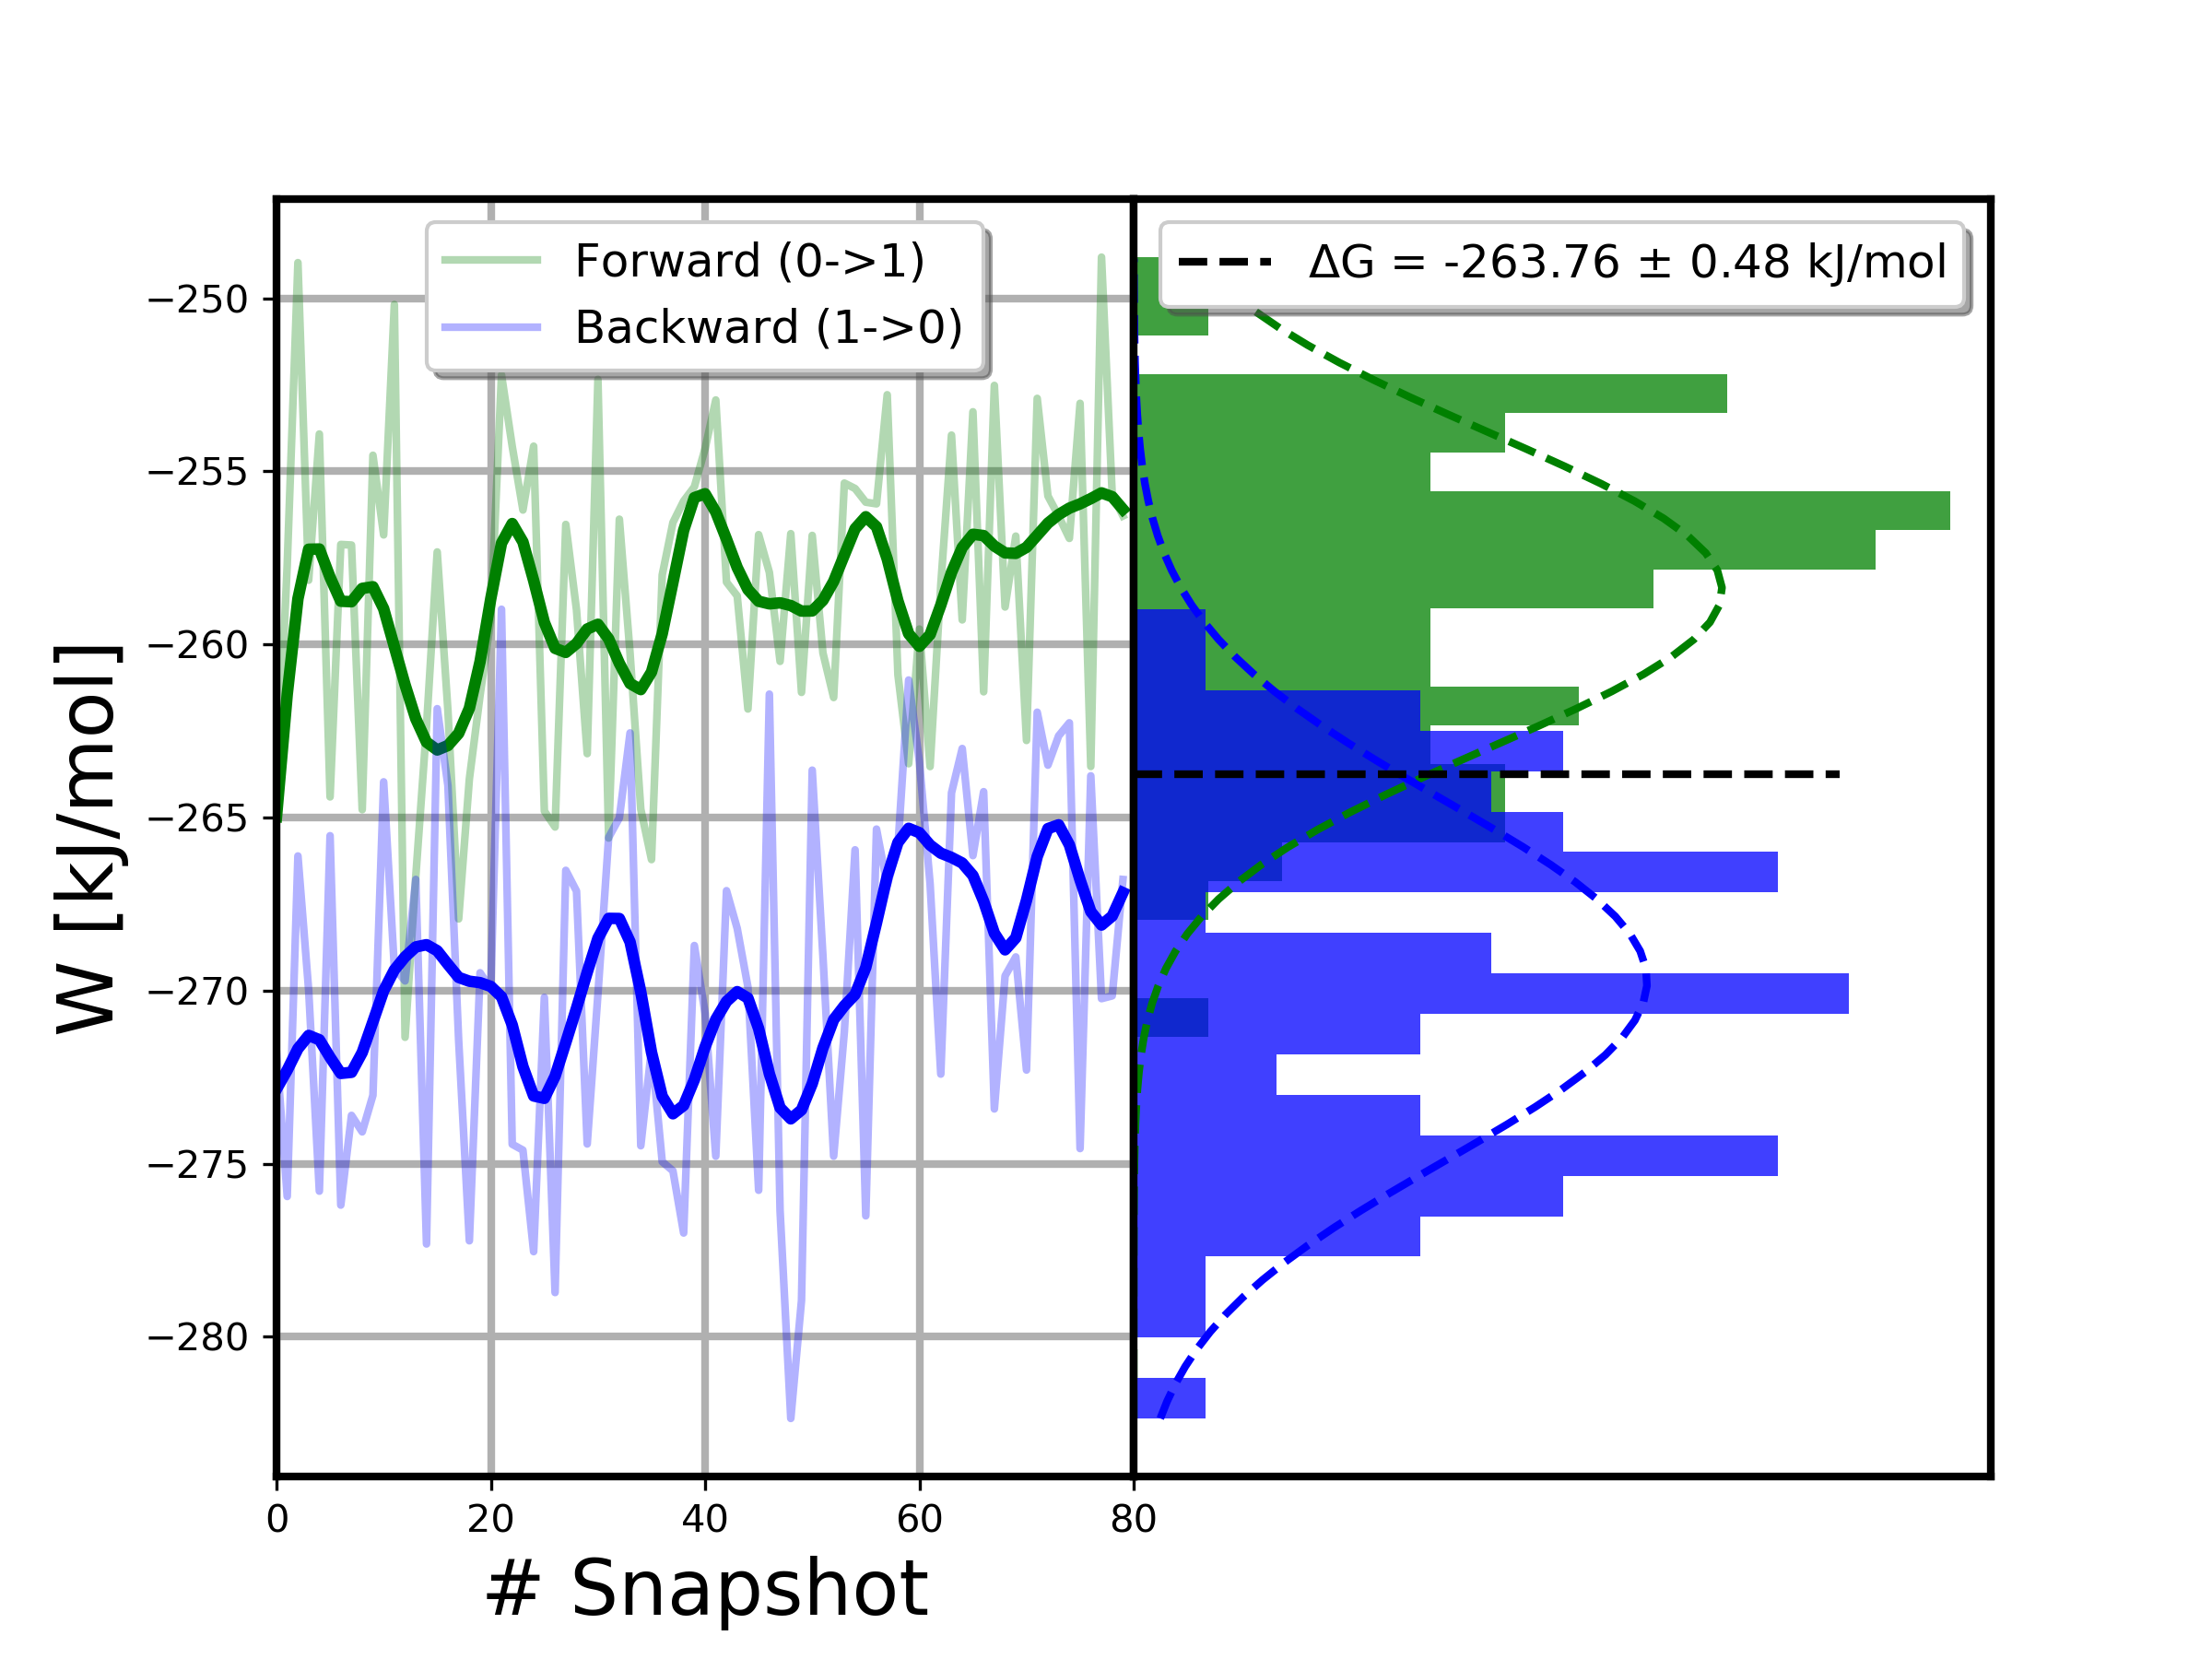 Forward (0->1)
Backward (1->0)
ΔG = -263.76 ± 0.48 kJ/mol
−250
−255
−260
−265
−270
−275
−280
W [kJ/mol]
0 20 40 60 80
# Snapshot